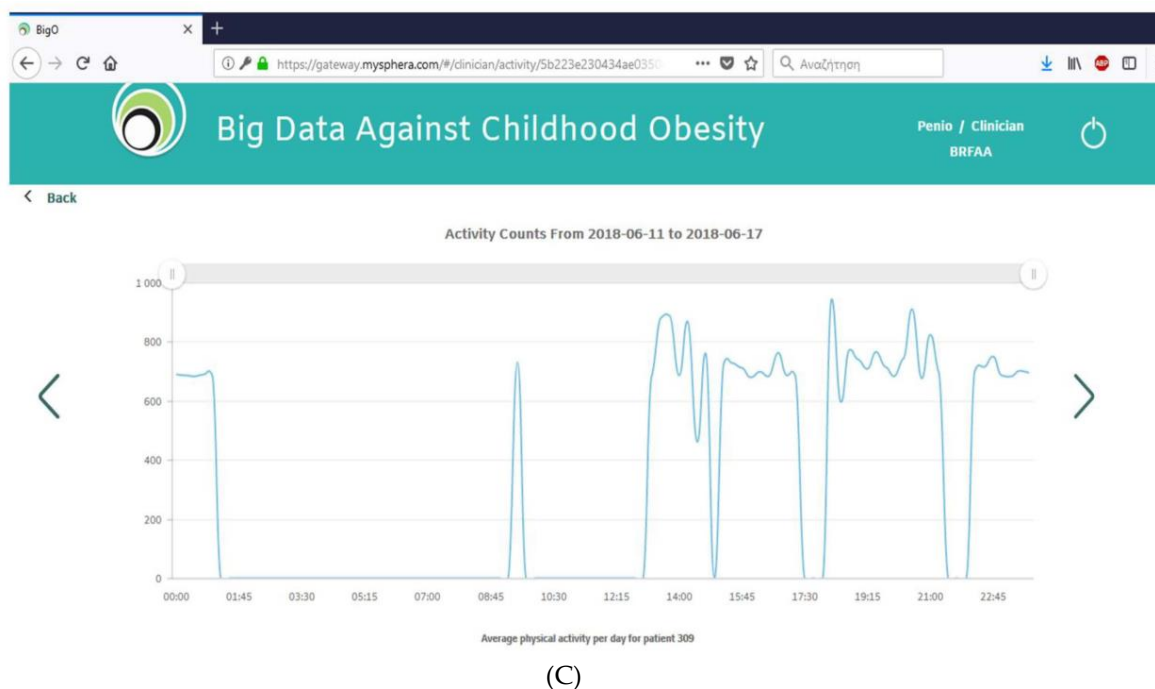 BigO
https://gateway.mysphera.com/#/clinician/activity/5b223e230434ae0350
Αναζήτηση
ABP
Big Data Against Childhood Obesity
Penio / Clinician
BRFAA
Back
Activity Counts From 2018-06-11 to 2018-06-17
1 000
800
600
400
200
0
00:00 01:45 03:30 05:15 07:00 08:45 10:30 12:15 14:00 15:45 17:30 19:15 21:00 22:45
Average physical activity per day for patient 309
(C)